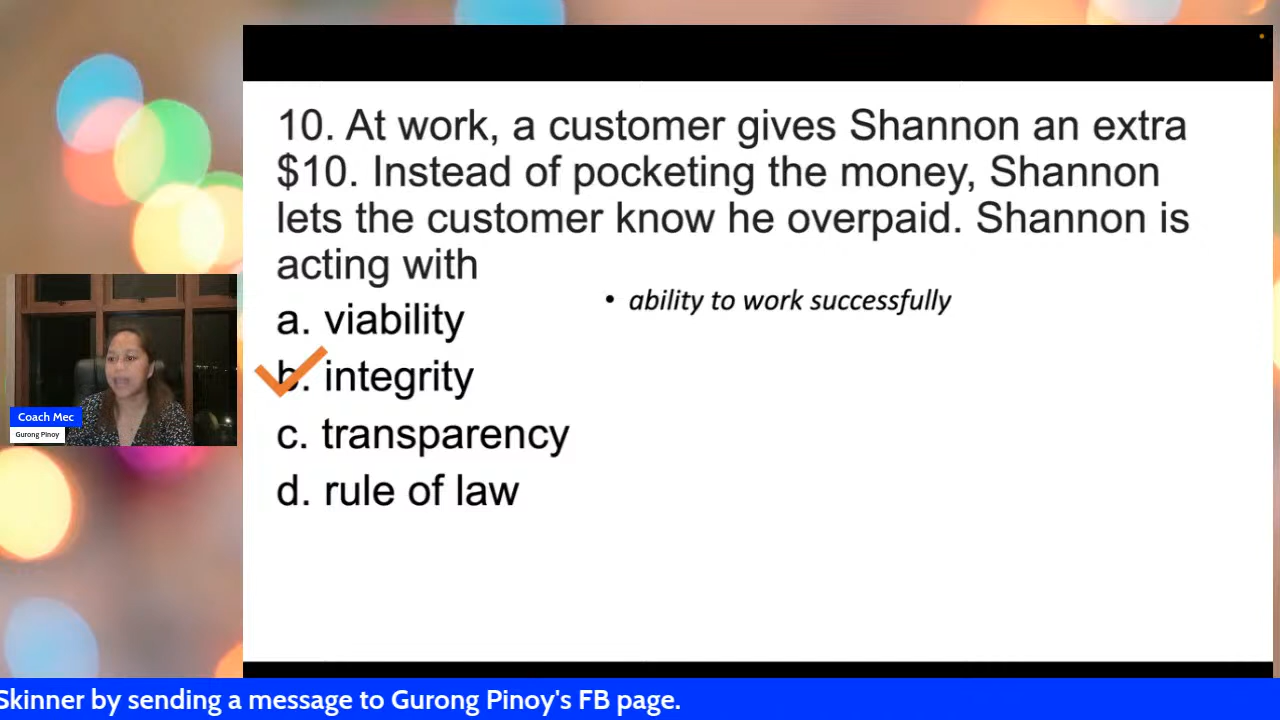 10. At work, a customer gives Shannon an extra
$10. Instead of pocketing the money, Shannon
lets the customer know he overpaid. Shannon is
acting with
• ability to work successfully
a. viability
b. integrity
c. transparency
d. rule of law
Coach Mec
Gurong Pinoy
Skinner by sending a message to Gurong Pinoy's FB page.